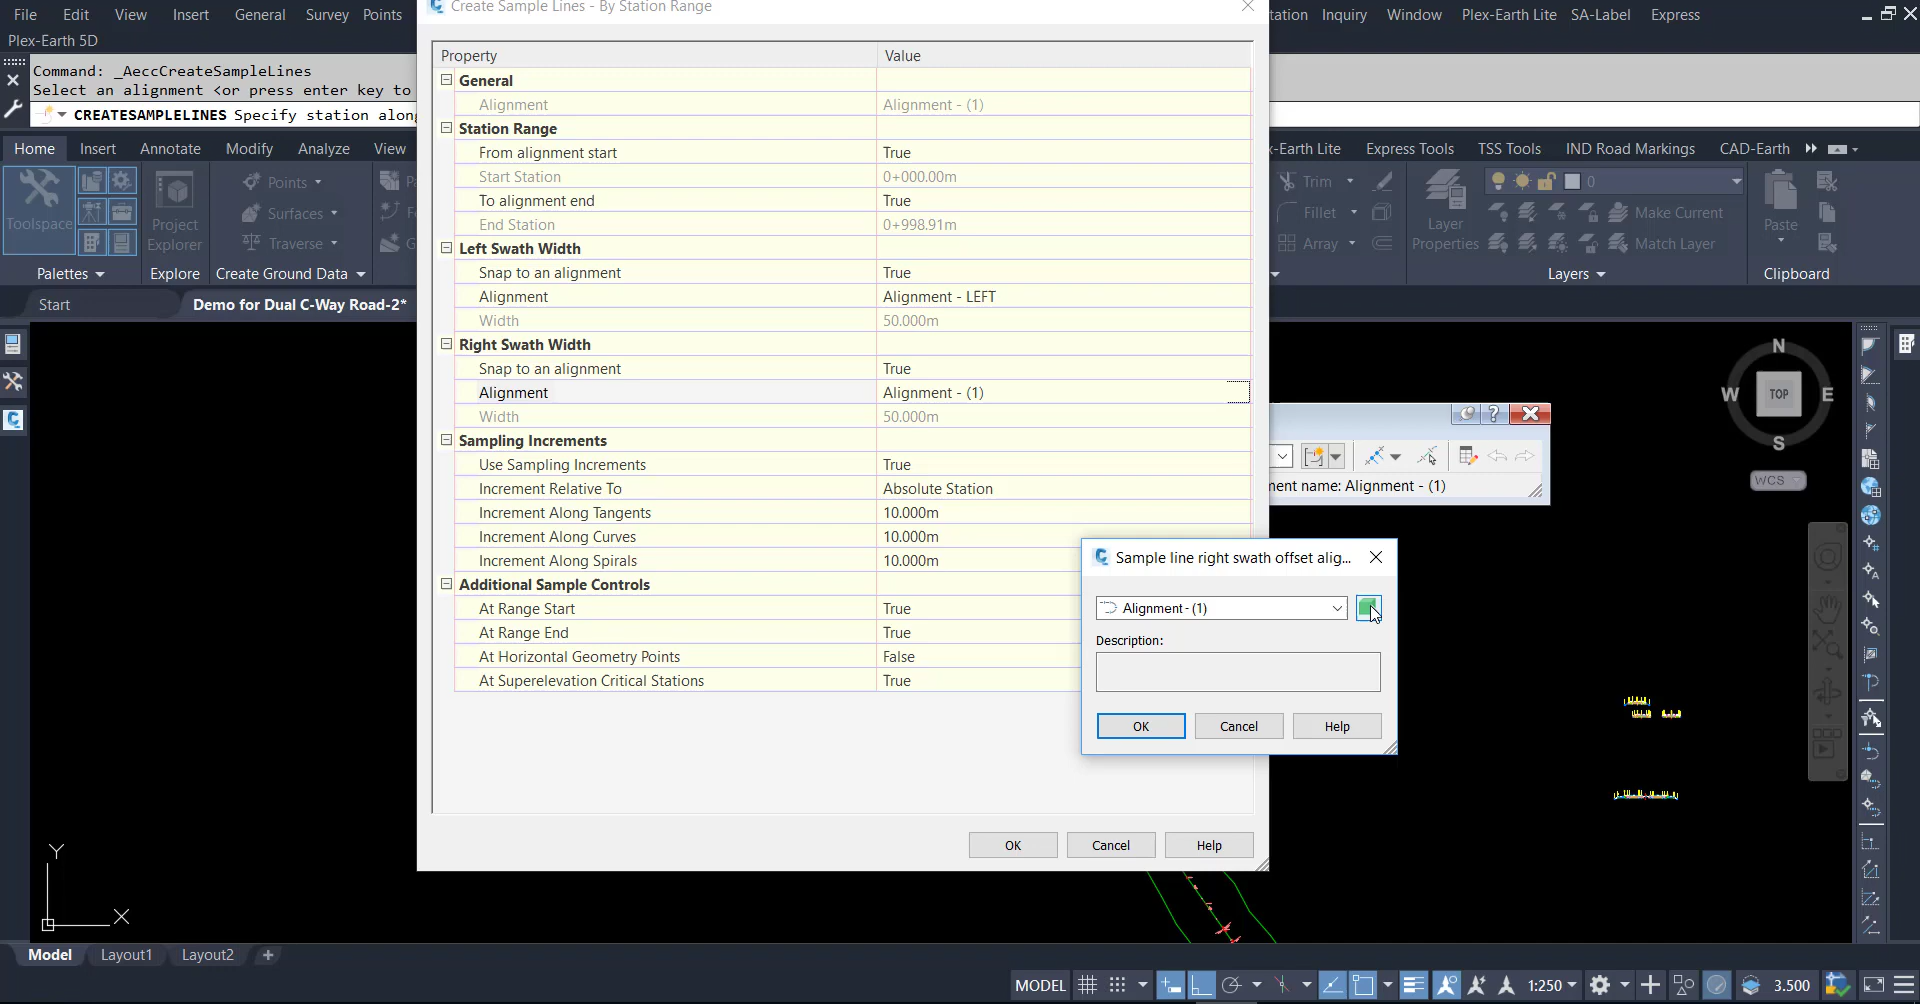 File Edit View Insert General Survey Points
Create Sample Lines - By Station Range
tation Inquiry Window Plex-Earth Lite SA-Label Express
Plex-Earth 5D
Command: _AeccCreateSampleLines
Select an alignment <or press enter key to
CREATESAMPLELINES Specify station alon
Home Insert Annotate Modify Analyze View
x-Earth Lite Express Tools TSS Tools IND Road Markings CAD-Earth
Toolspace
Project
Explorer
Points
Surfaces
Traverse
Palettes
Explore
Create Ground Data
Trim
Fillet
Array
Layer
Properties
0
Make Current
Match Layer
Paste
Layers
Clipboard
Start
Demo for Dual C-Way Road-2*
Property Value
General
Alignment Alignment - (1)
Station Range
From alignment start True
Start Station 0+000.00m
To alignment end True
End Station 0+998.91m
Left Swath Width
Snap to an alignment True
Alignment Alignment - LEFT
Width 50.000m
Right Swath Width
Snap to an alignment True
Alignment Alignment - (1)
Width 50.000m
Sampling Increments
Use Sampling Increments True
Increment Relative To Absolute Station
Increment Along Tangents 10.000m
Increment Along Curves 10.000m
Increment Along Spirals 10.000m
Additional Sample Controls
At Range Start True
At Range End True
At Horizontal Geometry Points False
At Superelevation Critical Stations True
OK Cancel Help
ment name: Alignment - (1)
Sample line right swath offset alig...
Alignment - (1)
Description:
OK Cancel Help
N
W TOP E
S
WCS
Y
X
Model Layout1 Layout2 +
MODEL 1:250 3.500